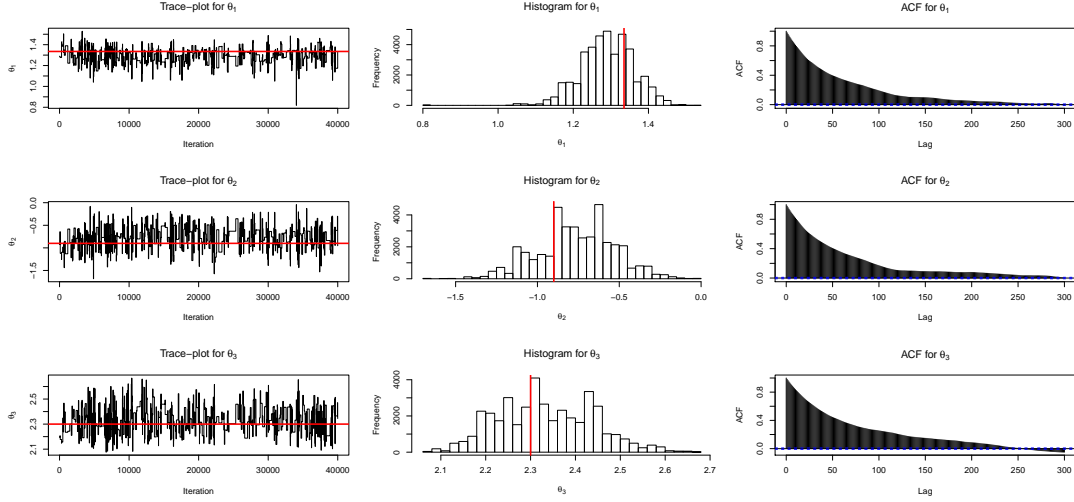 Trace−plot for θ1
θ1
0.8 1.0 1.2 1.4
0 10000 20000 30000 40000
Iteration
Histogram for θ1
Frequency
0 2000 4000
0.8 1.0 1.2 1.4
θ1
ACF for θ1
ACF
0.0 0.4 0.8
0 50 100 150 200 250 300
Lag
Trace−plot for θ2
θ2
−1.5 −0.5 0.0
0 10000 20000 30000 40000
Iteration
Histogram for θ2
Frequency
0 2000 4000
−1.5 −1.0 −0.5 0.0
θ2
ACF for θ2
ACF
0.0 0.4 0.8
0 50 100 150 200 250 300
Lag
Trace−plot for θ3
θ3
2.1 2.3 2.5
0 10000 20000 30000 40000
Iteration
Histogram for θ3
Frequency
0 2000 4000
2.1 2.2 2.3 2.4 2.5 2.6 2.7
θ3
ACF for θ3
ACF
0.0 0.4 0.8
0 50 100 150 200 250 300
Lag